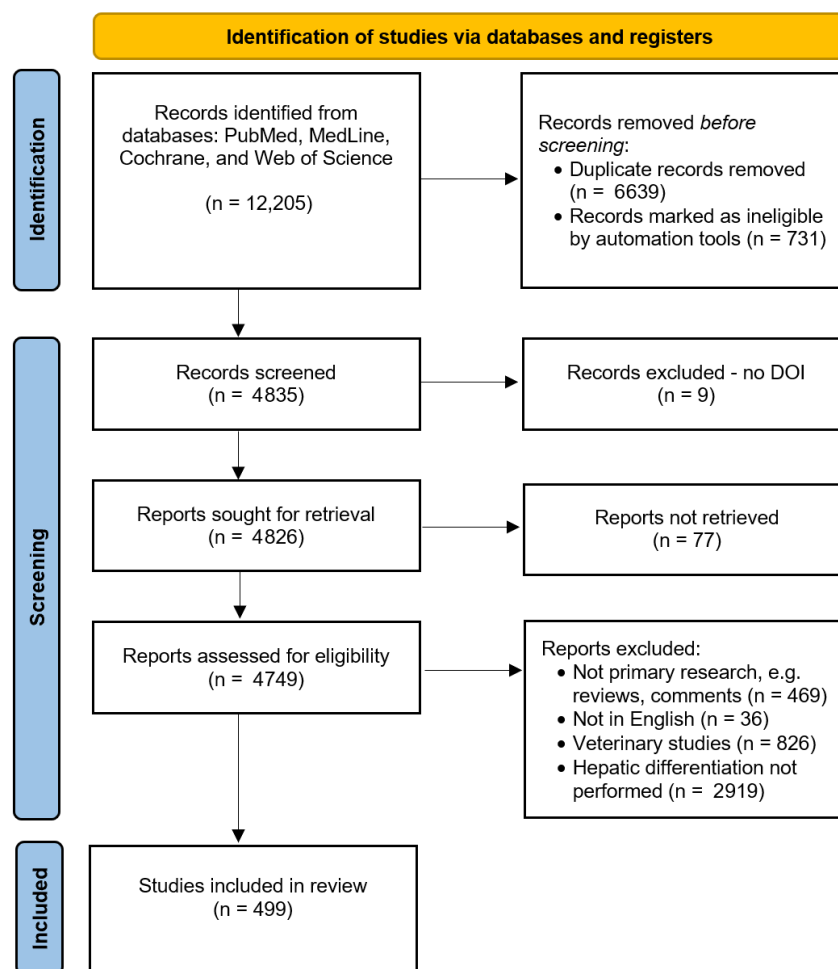 Identification of studies via databases and registers
Identification
Records identified from
databases: PubMed, MedLine,
Cochrane, and Web of Science
(n = 12,205)
Records removed before
screening:
• Duplicate records removed
(n = 6639)
• Records marked as ineligible
by automation tools (n = 731)
Screening
Records screened
(n = 4835)
Records excluded - no DOI
(n = 9)
Reports sought for retrieval
(n = 4826)
Reports not retrieved
(n = 77)
Reports assessed for eligibility
(n = 4749)
Reports excluded:
• Not primary research, e.g.
reviews, comments (n = 469)
• Not in English (n = 36)
• Veterinary studies (n = 826)
• Hepatic differentiation not
performed (n = 2919)
Included
Studies included in review
(n = 499)